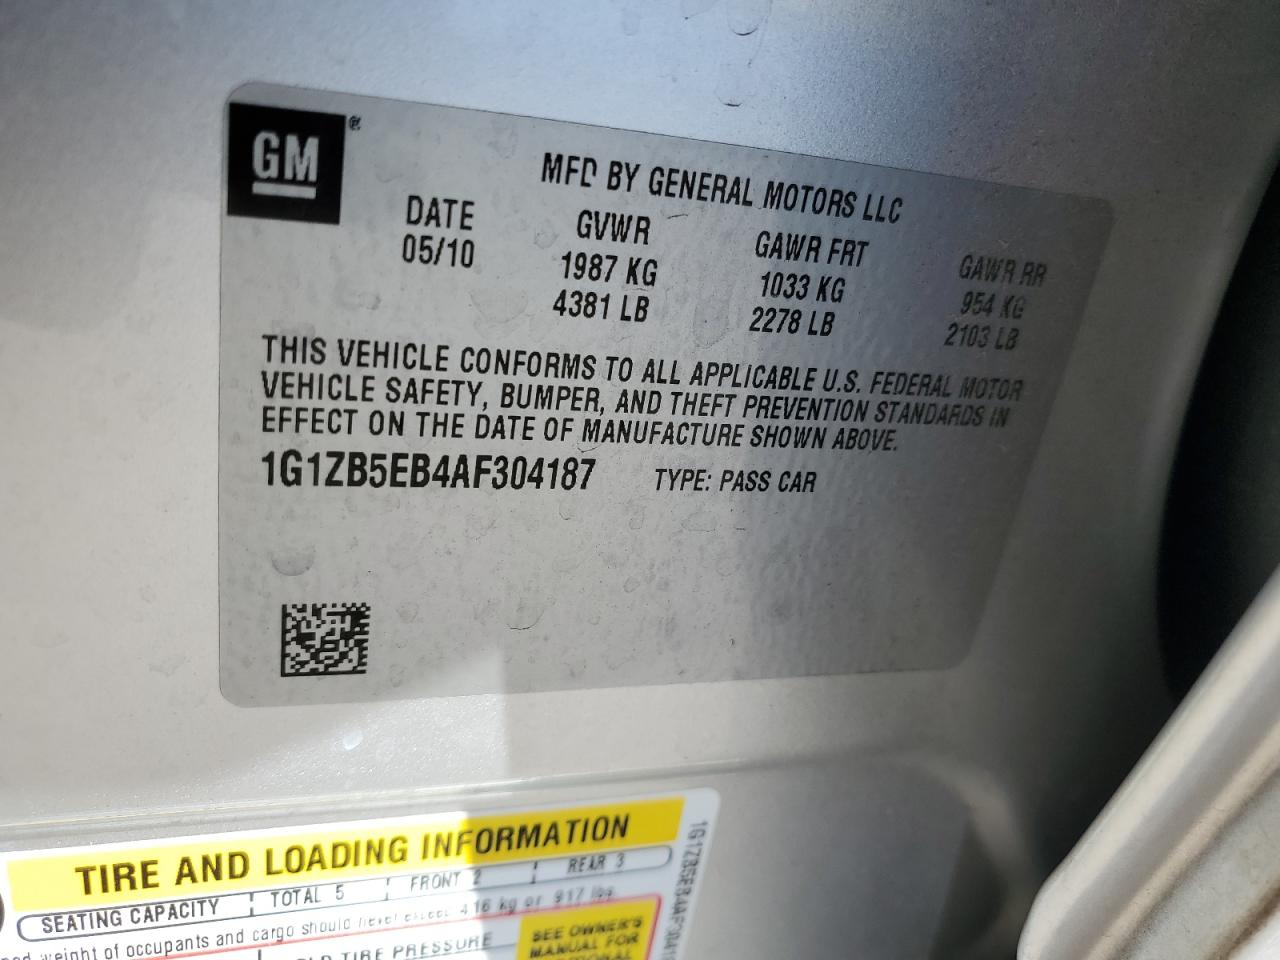 GM ®
MFD BY GENERAL MOTORS LLC
DATE GVWR GAWR FRT GAWR RR
05/10 1987 KG 1033 KG 954 KG
4381 LB 2278 LB 2103 LB
THIS VEHICLE CONFORMS TO ALL APPLICABLE U.S. FEDERAL MOTOR
VEHICLE SAFETY, BUMPER, AND THEFT PREVENTION STANDARDS IN
EFFECT ON THE DATE OF MANUFACTURE SHOWN ABOVE.
1G1ZB5EB4AF304187 TYPE: PASS CAR
TIRE AND LOADING INFORMATION
SEATING CAPACITY TOTAL 5 FRONT 2 REAR 3
weight of occupants and cargo should never exceed 416 kg or 917 lbs.
TIRE PRESSURE
SEE OWNER'S
MANUAL FOR
1G1ZB5EB4AF3041